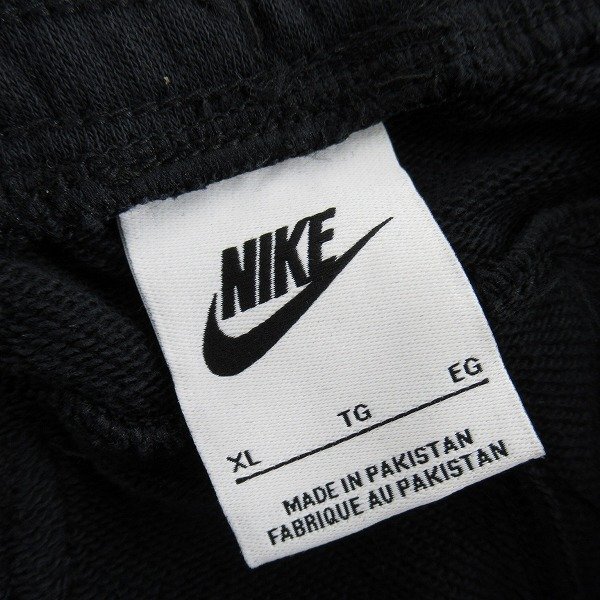 NIKE
XL TG EG
MADE IN PAKISTAN
FABRIQUE AU PAKISTAN